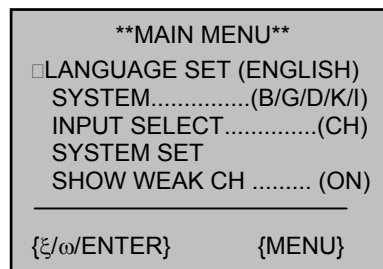 **MAIN MENU**
□LANGUAGE SET (ENGLISH)
SYSTEM...............(B/G/D/K/I)
INPUT SELECT..............(CH)
SYSTEM SET
SHOW WEAK CH ......... (ON)
{ξ/ω/ENTER} {MENU}